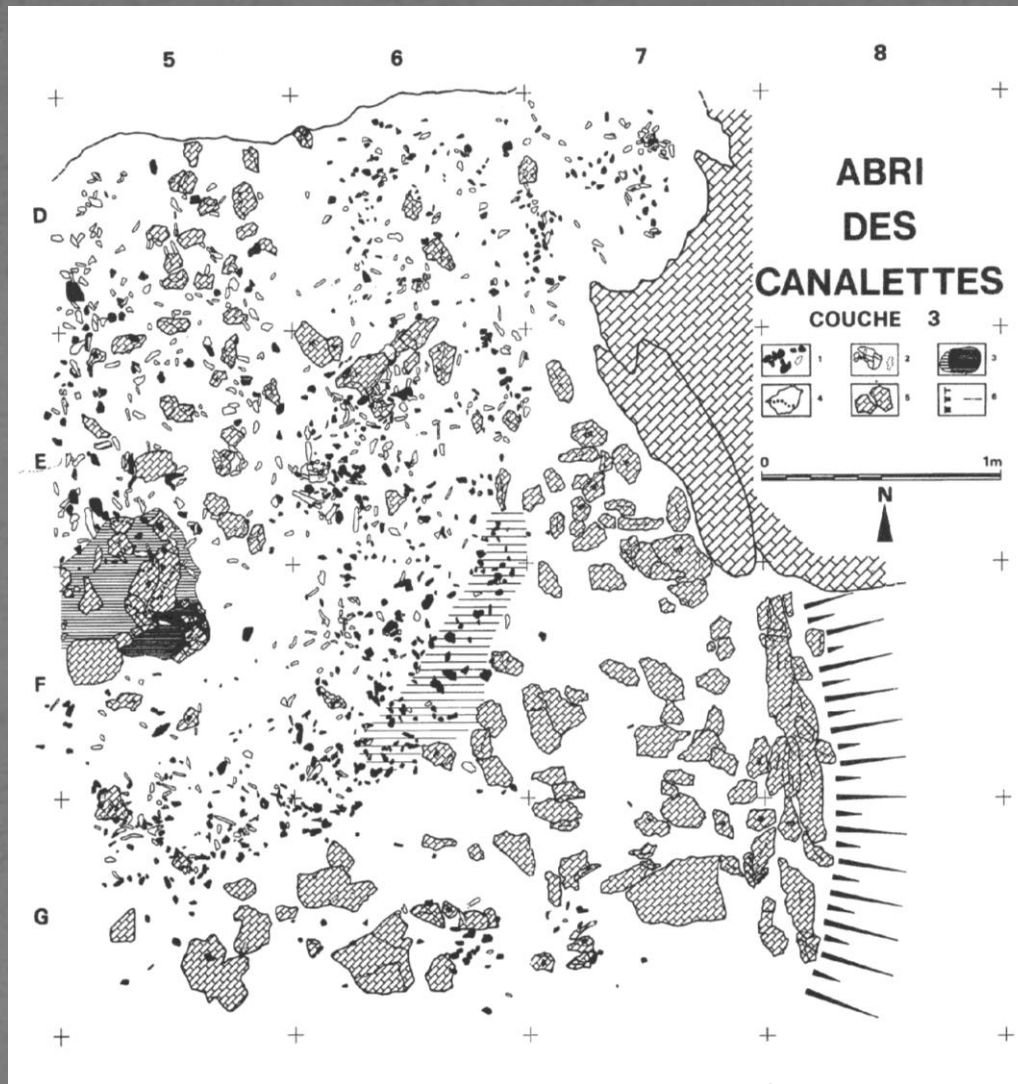 5 6 7 8
D
E
F
G
ABRI
DES
CANALETTES
COUCHE 3
1 2 3
4 5 6
0 1m
N